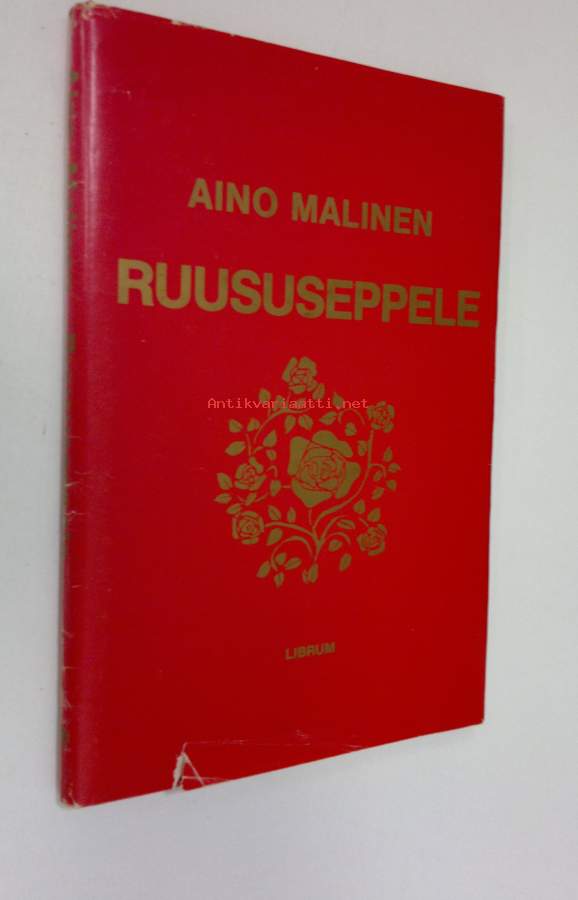 AINO MALINEN
RUUSUSEPPELE
Antikvariaatti.net
LIBRUM